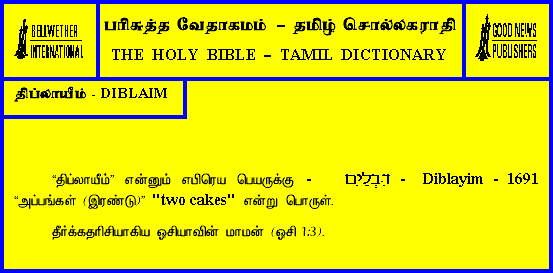 BELLWETHER
INTERNATIONAL
பரிசுத்த வேதாகமம் – தமிழ் சொல்லகராதி
THE HOLY BIBLE – TAMIL DICTIONARY
GOOD NEWS
PUBLISHERS
திப்லாயீம் - DIBLAIM
“திப்லாயீம்” என்னும் எபிரெய பெயருக்கு - דִּבְלַיִם - Diblayim - 1691
“அப்பங்கள் (இரண்டு)” "two cakes" என்று பொருள்.
தீர்க்கதரிசியாகிய ஓசியாவின் மாமன் (ஓசி 1:3).